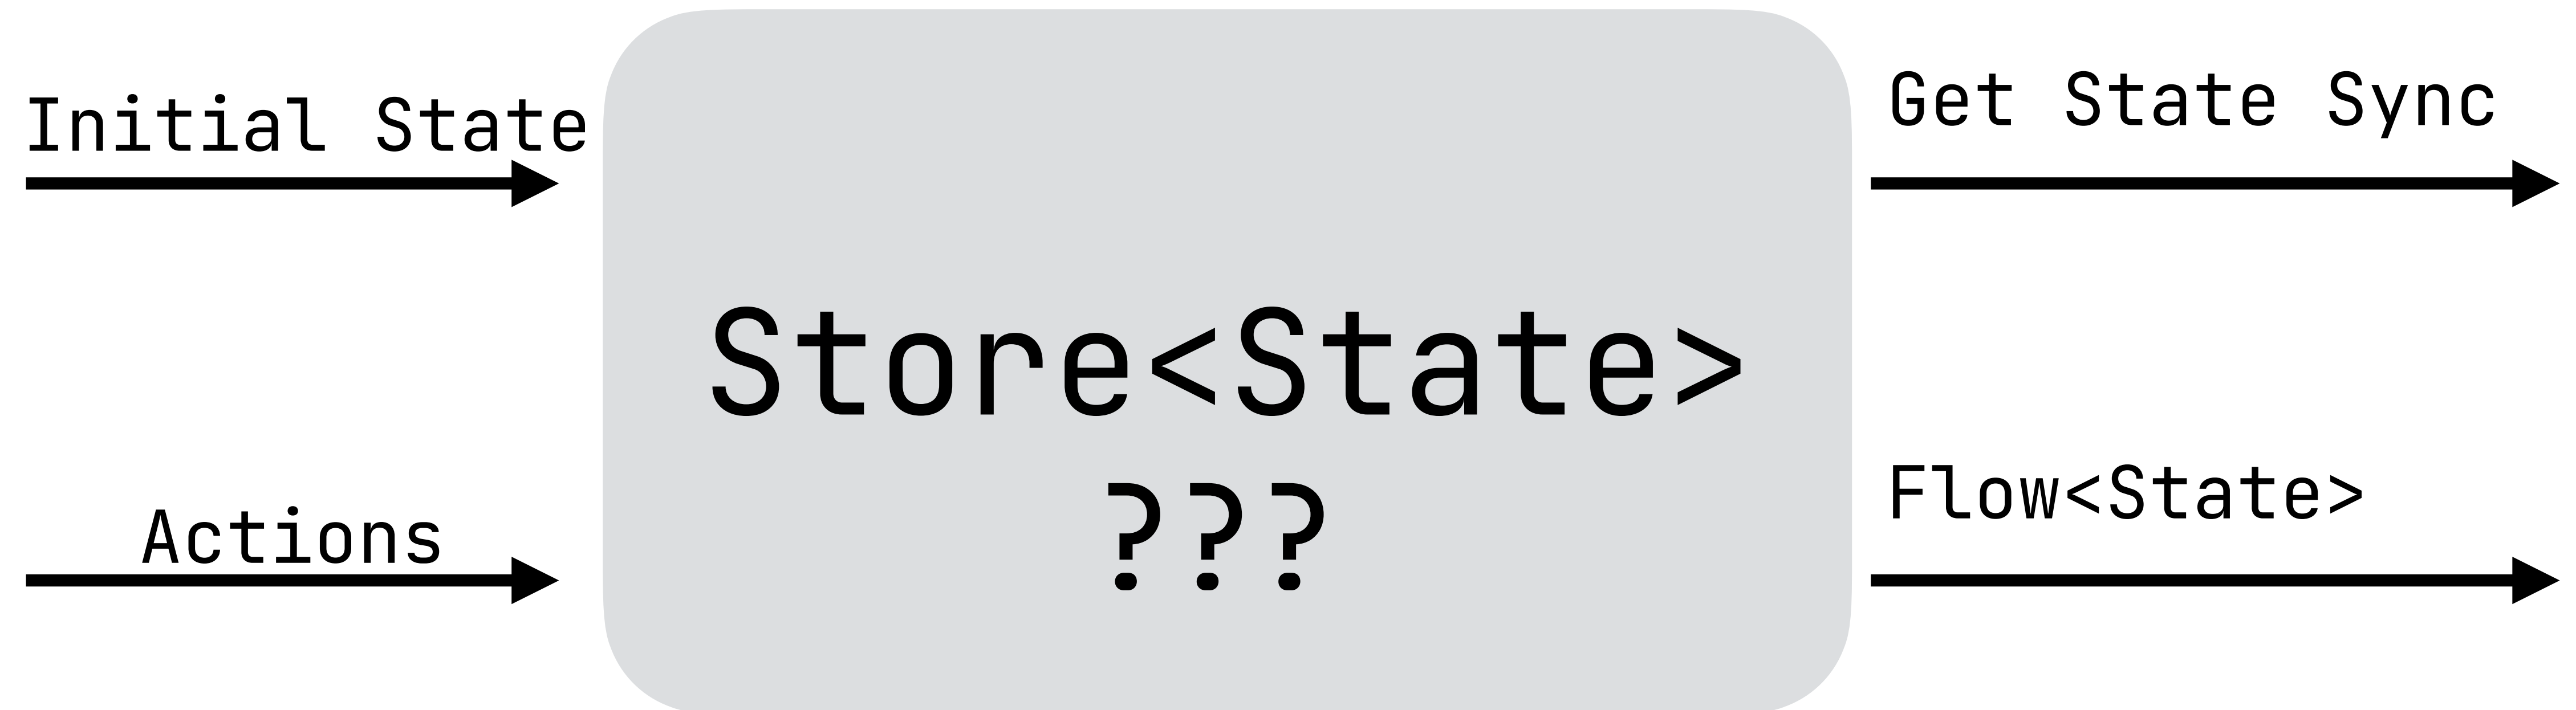 Initial State
Actions
Store<State>
???
Get State Sync
Flow<State>